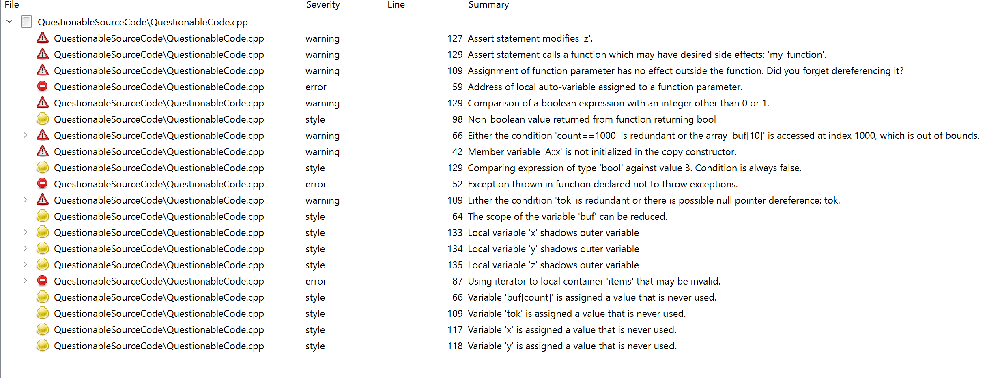 File Severity Line Summary
QuestionableSourceCode\QuestionableCode.cpp
QuestionableSourceCode\QuestionableCode.cpp warning 127 Assert statement modifies 'z'.
QuestionableSourceCode\QuestionableCode.cpp warning 129 Assert statement calls a function which may have desired side effects: 'my_function'.
QuestionableSourceCode\QuestionableCode.cpp warning 109 Assignment of function parameter has no effect outside the function. Did you forget dereferencing it?
QuestionableSourceCode\QuestionableCode.cpp error 59 Address of local auto-variable assigned to a function parameter.
QuestionableSourceCode\QuestionableCode.cpp warning 129 Comparison of a boolean expression with an integer other than 0 or 1.
QuestionableSourceCode\QuestionableCode.cpp style 98 Non-boolean value returned from function returning bool
QuestionableSourceCode\QuestionableCode.cpp warning 66 Either the condition 'count==1000' is redundant or the array 'buf[10]' is accessed at index 1000, which is out of bounds.
QuestionableSourceCode\QuestionableCode.cpp warning 42 Member variable 'A::x' is not initialized in the copy constructor.
QuestionableSourceCode\QuestionableCode.cpp style 129 Comparing expression of type 'bool' against value 3. Condition is always false.
QuestionableSourceCode\QuestionableCode.cpp error 52 Exception thrown in function declared not to throw exceptions.
QuestionableSourceCode\QuestionableCode.cpp warning 109 Either the condition 'tok' is redundant or there is possible null pointer dereference: tok.
QuestionableSourceCode\QuestionableCode.cpp style 64 The scope of the variable 'buf' can be reduced.
QuestionableSourceCode\QuestionableCode.cpp style 133 Local variable 'x' shadows outer variable
QuestionableSourceCode\QuestionableCode.cpp style 134 Local variable 'y' shadows outer variable
QuestionableSourceCode\QuestionableCode.cpp style 135 Local variable 'z' shadows outer variable
QuestionableSourceCode\QuestionableCode.cpp error 87 Using iterator to local container 'items' that may be invalid.
QuestionableSourceCode\QuestionableCode.cpp style 66 Variable 'buf[count]' is assigned a value that is never used.
QuestionableSourceCode\QuestionableCode.cpp style 109 Variable 'tok' is assigned a value that is never used.
QuestionableSourceCode\QuestionableCode.cpp style 117 Variable 'x' is assigned a value that is never used.
QuestionableSourceCode\QuestionableCode.cpp style 118 Variable 'y' is assigned a value that is never used.